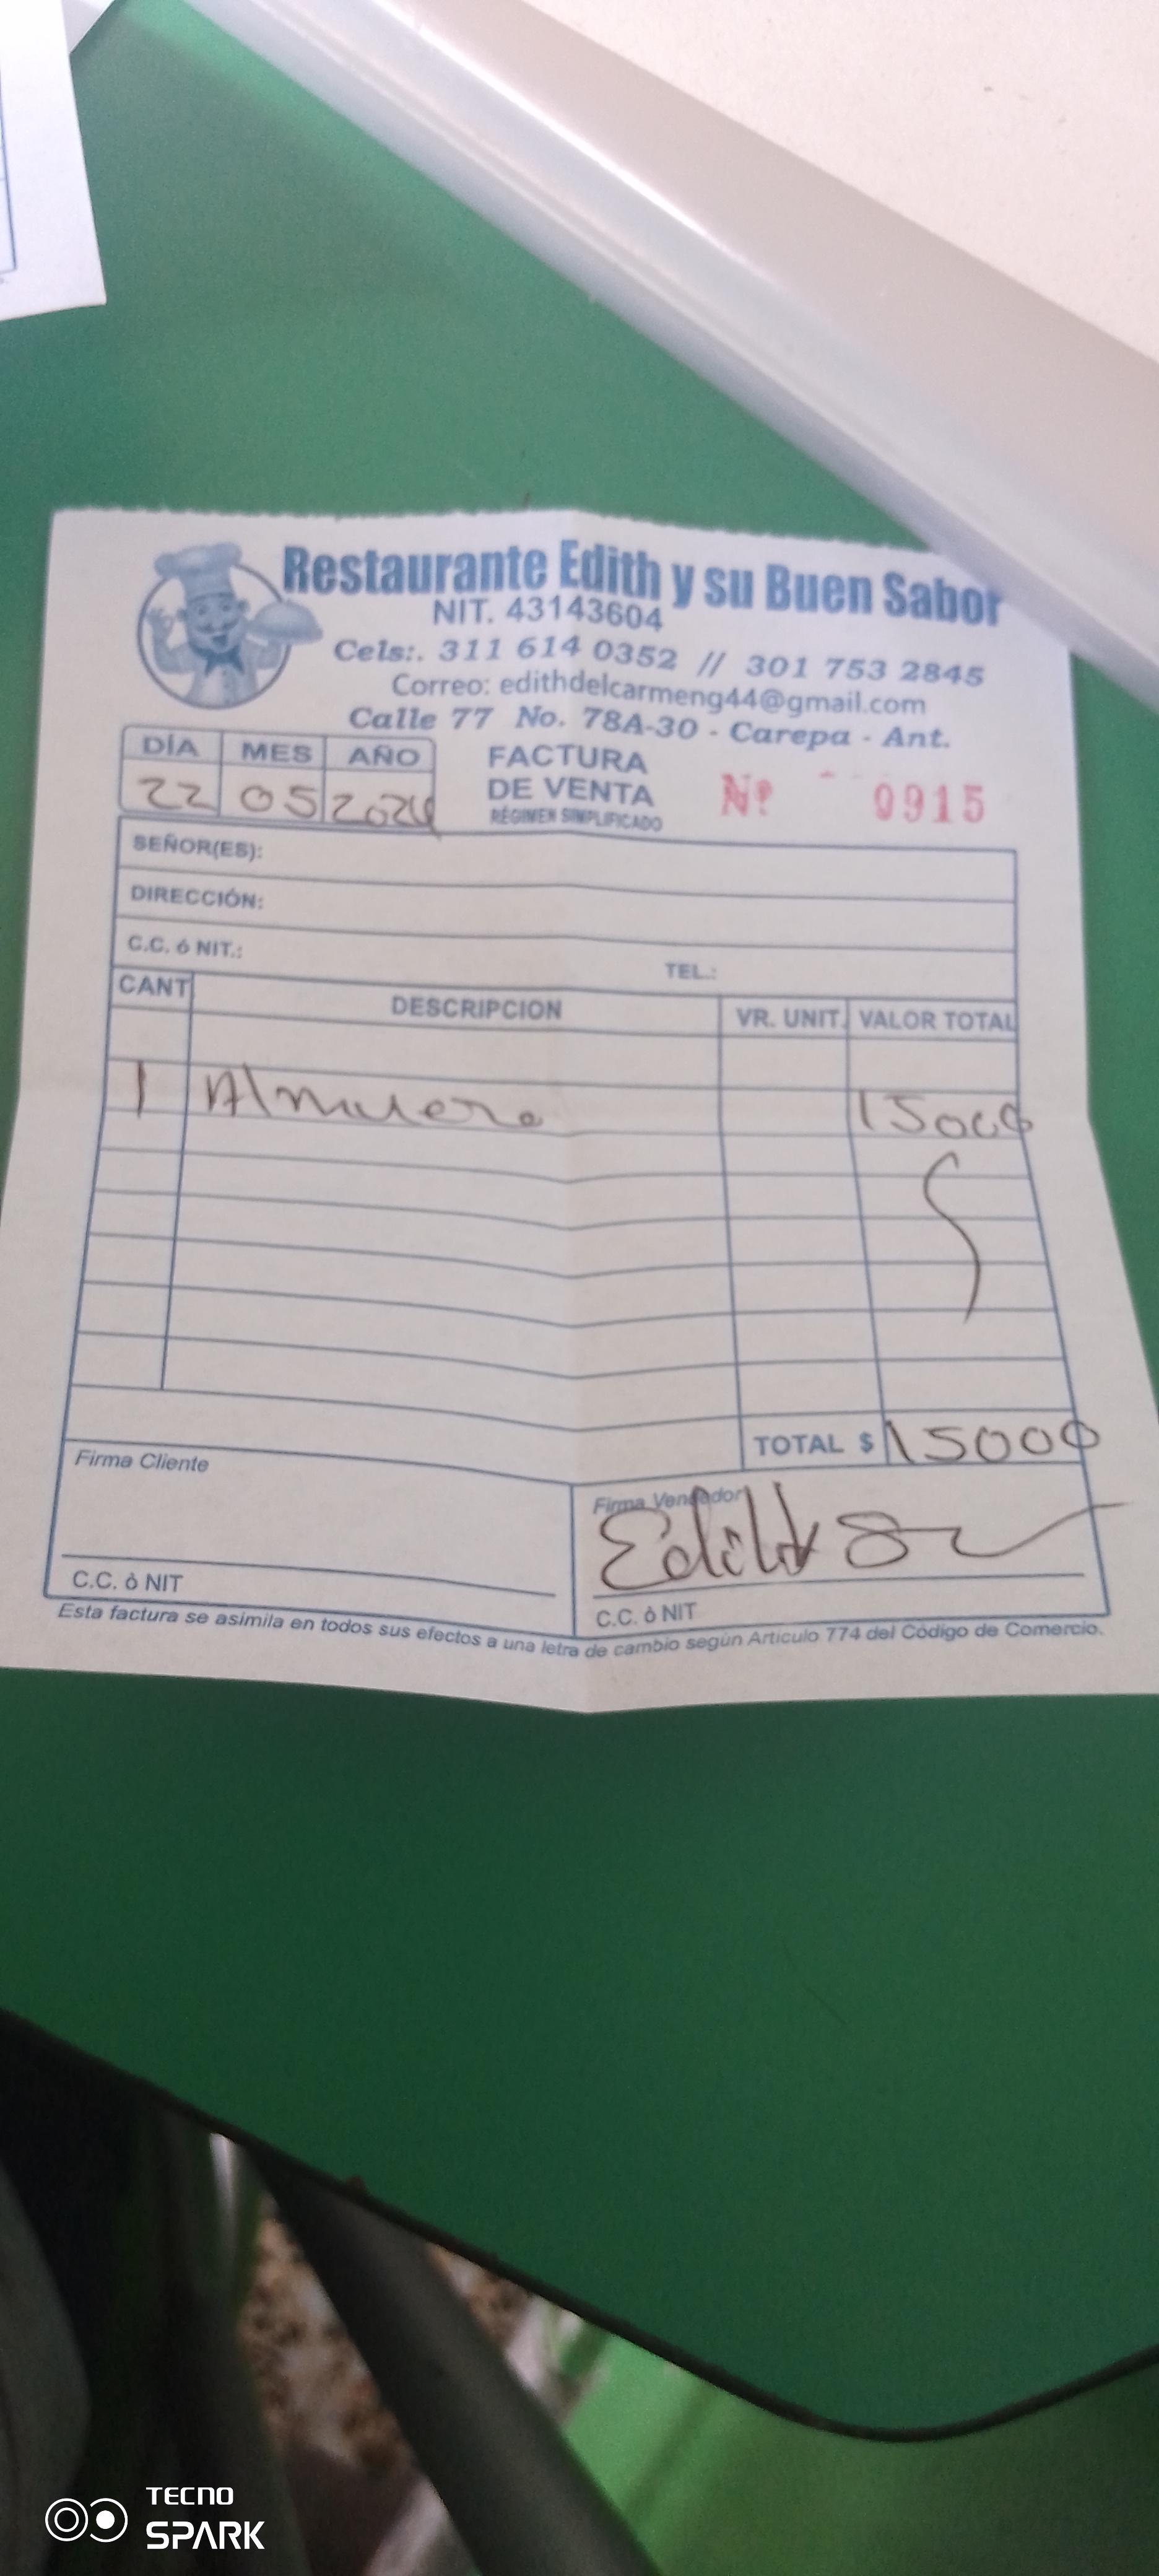 Restaurante Edith y su Buen Sabor
NIT. 43143604
Cels:. 311 614 0352 // 301 753 2845
Correo: edithdelcarmeng44@gmail.com
Calle 77 No. 78A-30 - Carepa - Ant.
DÍA MES AÑO
22 05 2024
FACTURA
DE VENTA
RÉGIMEN SIMPLIFICADO
Nº 0915
SEÑOR(ES):
DIRECCIÓN:
C.C. ó NIT.: TEL.:
CANT DESCRIPCION VR. UNIT. VALOR TOTAL
1 Almuerzo 15000
TOTAL $ 15000
Firma Cliente
Firma Vendedor
Edith
C.C. ò NIT
C.C. ò NIT
Esta factura se asimila en todos sus efectos a una letra de cambio según Articulo 774 del Código de Comercio.
TECNO
SPARK